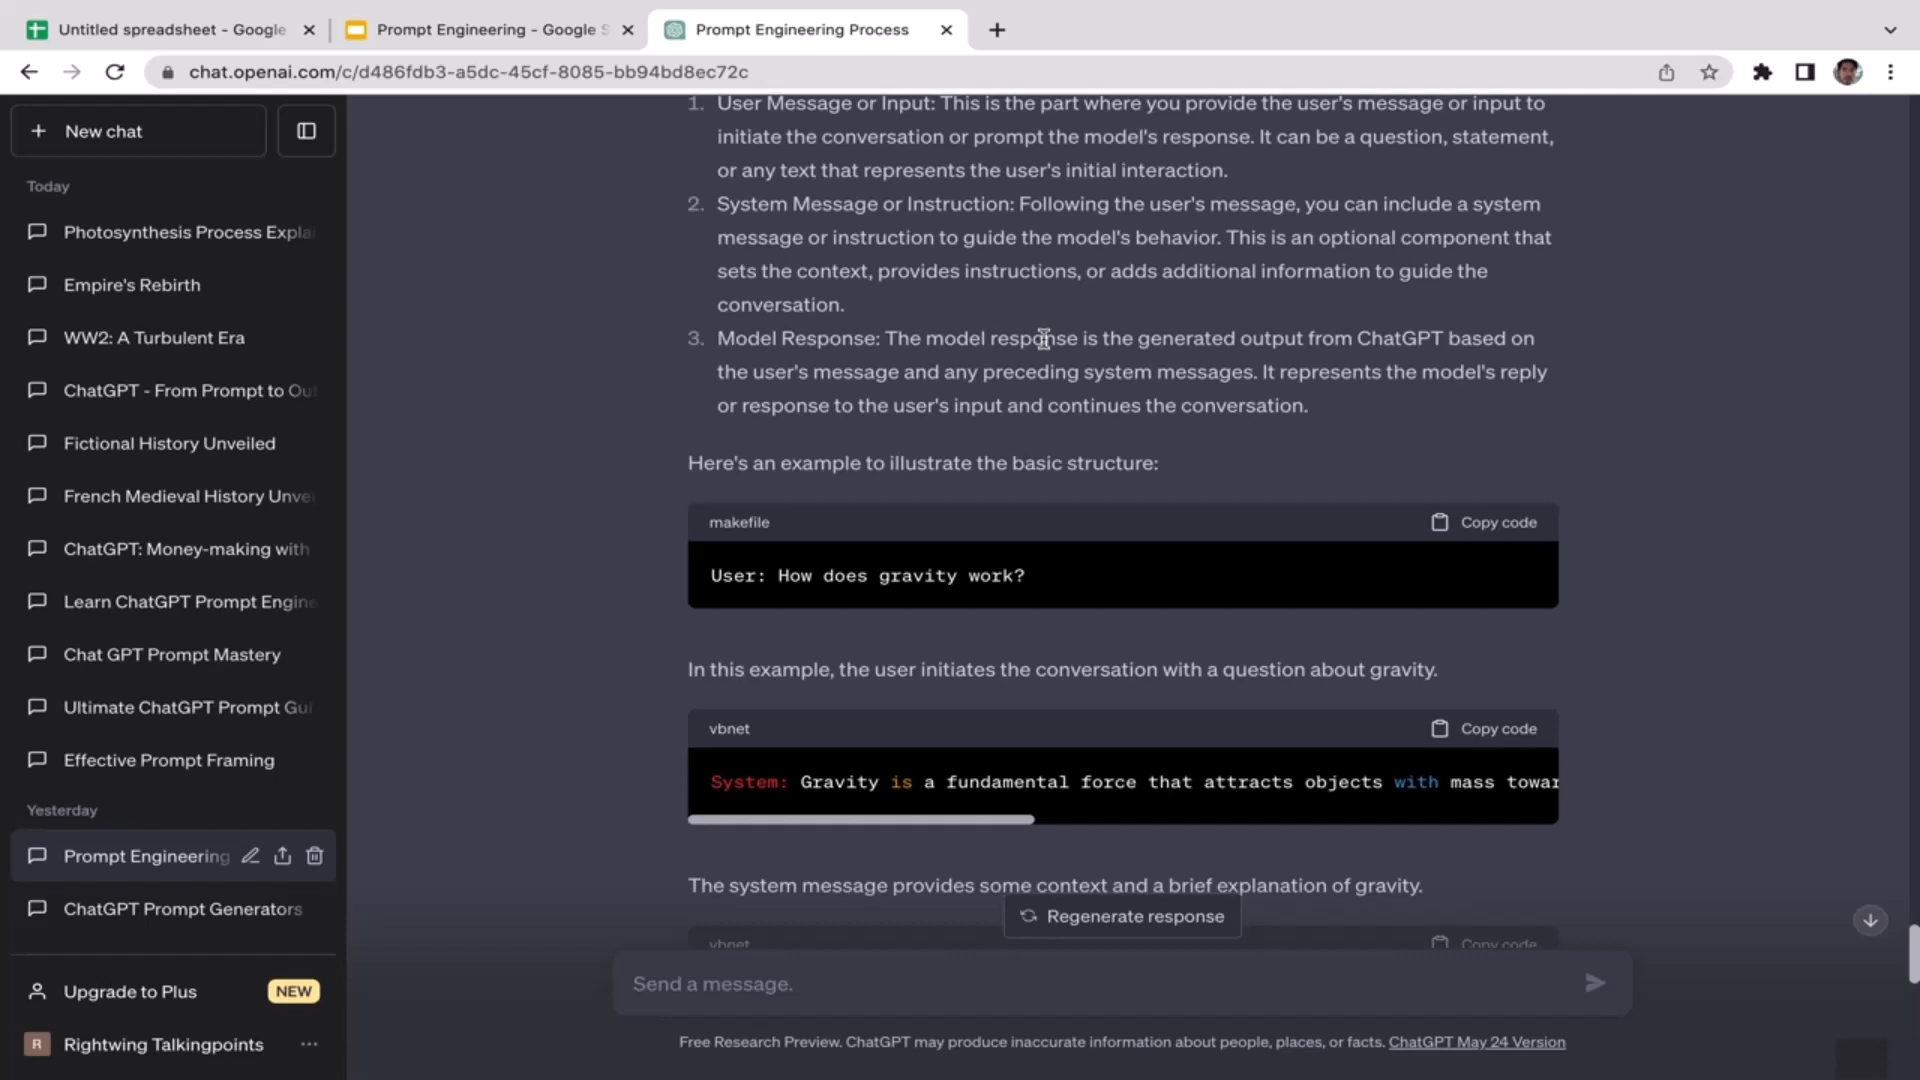 Untitled spreadsheet - Google
Prompt Engineering - Google S
Prompt Engineering Process
chat.openai.com/c/d486fdb3-a5dc-45cf-8085-bb94bd8ec72c
New chat
Today
Photosynthesis Process Expla
Empire's Rebirth
WW2: A Turbulent Era
ChatGPT - From Prompt to Out
Fictional History Unveiled
French Medieval History Unvei
ChatGPT: Money-making with
Learn ChatGPT Prompt Engine
Chat GPT Prompt Mastery
Ultimate ChatGPT Prompt Gui
Effective Prompt Framing
Yesterday
Prompt Engineering
ChatGPT Prompt Generators
Upgrade to Plus NEW
R Rightwing Talkingpoints
1. User Message or Input: This is the part where you provide the user's message or input to
initiate the conversation or prompt the model's response. It can be a question, statement,
or any text that represents the user's initial interaction.
2. System Message or Instruction: Following the user's message, you can include a system
message or instruction to guide the model's behavior. This is an optional component that
sets the context, provides instructions, or adds additional information to guide the
conversation.
3. Model Response: The model response is the generated output from ChatGPT based on
the user's message and any preceding system messages. It represents the model's reply
or response to the user's input and continues the conversation.
Here's an example to illustrate the basic structure:
makefile Copy code
User: How does gravity work?
In this example, the user initiates the conversation with a question about gravity.
vbnet Copy code
System: Gravity is a fundamental force that attracts objects with mass towar
The system message provides some context and a brief explanation of gravity.
Regenerate response
vbnet Copy code
Send a message.
Free Research Preview. ChatGPT may produce inaccurate information about people, places, or facts. ChatGPT May 24 Version